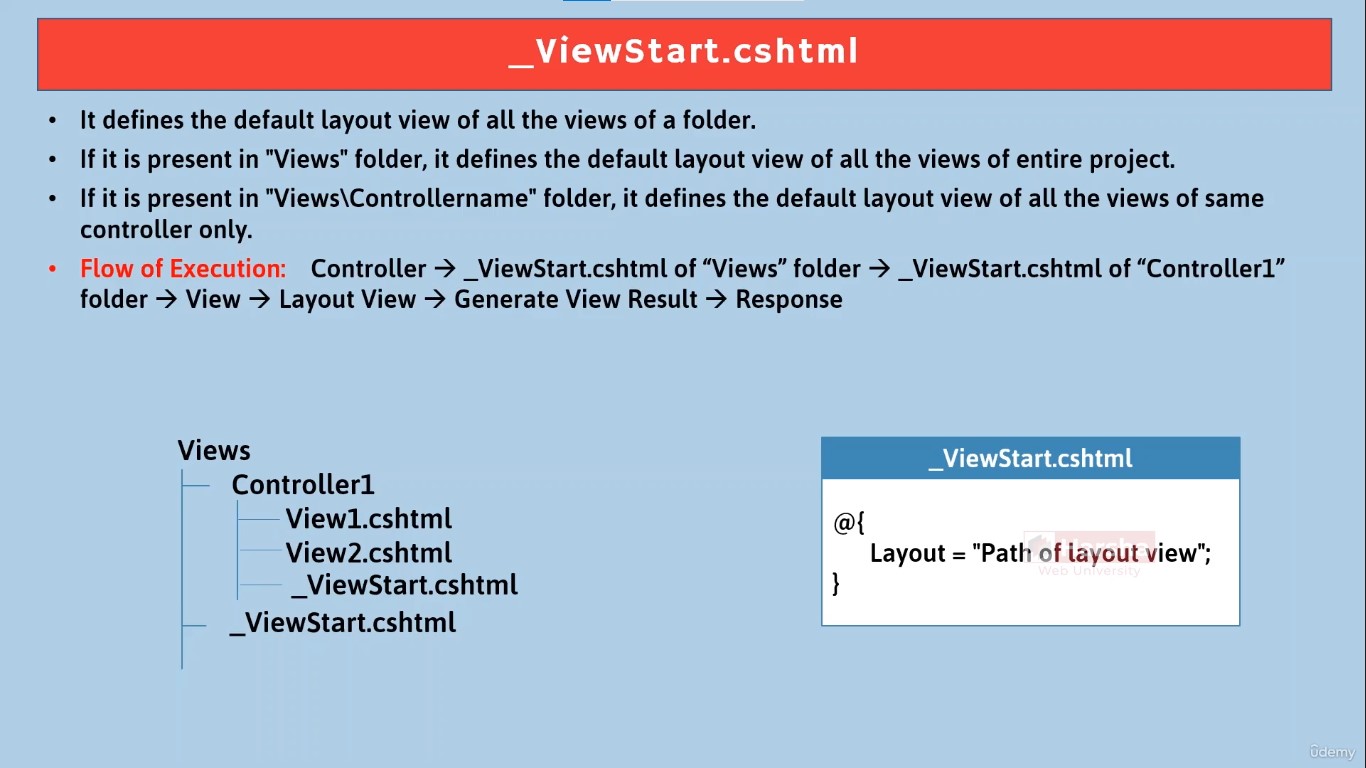 _ViewStart.cshtml
• It defines the default layout view of all the views of a folder.
• If it is present in "Views" folder, it defines the default layout view of all the views of entire project.
• If it is present in "Views\Controllername" folder, it defines the default layout view of all the views of same
controller only.
• Flow of Execution: Controller → _ViewStart.cshtml of “Views” folder → _ViewStart.cshtml of “Controller1”
folder → View → Layout View → Generate View Result → Response
Views
Controller1
View1.cshtml
View2.cshtml
_ViewStart.cshtml
_ViewStart.cshtml
_ViewStart.cshtml
@{
Layout = "Path of layout view";
}
Harsha
Web University
ûdemy